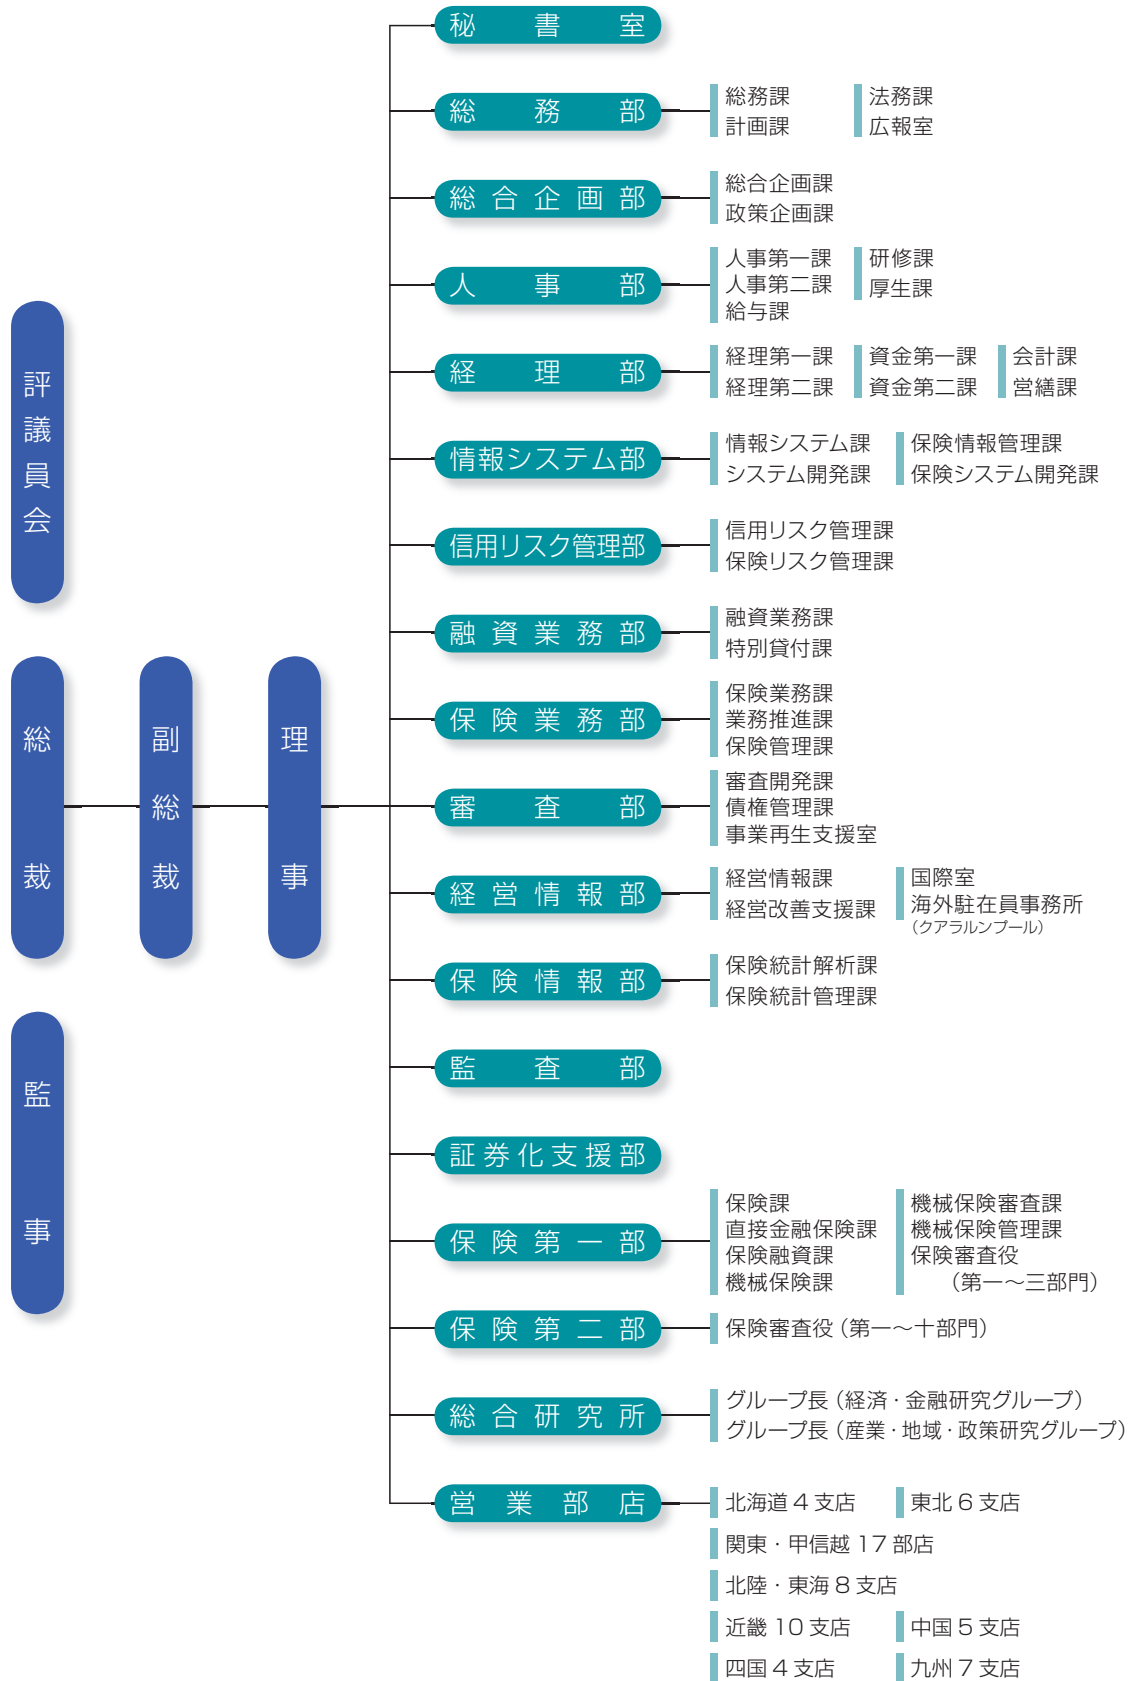 評議員会
総裁
副総裁
理事
監事
秘書室
総務部
総務課
計画課
法務課
広報室
総合企画部
総合企画課
政策企画課
人事部
人事第一課
人事第二課
給与課
研修課
厚生課
経理部
経理第一課
経理第二課
資金第一課
資金第二課
会計課
営繕課
情報システム部
情報システム課
システム開発課
保険情報管理課
保険システム開発課
信用リスク管理部
信用リスク管理課
保険リスク管理課
融資業務部
融資業務課
特別貸付課
保険業務部
保険業務課
業務推進課
保険管理課
審査部
審査開発課
債権管理課
事業再生支援室
経営情報部
経営情報課
経営改善支援課
国際室
海外駐在員事務所
（クアラルンプール）
保険情報部
保険統計解析課
保険統計管理課
監査部
証券化支援部
保険第一部
保険課
直接金融保険課
保険融資課
機械保険課
機械保険審査課
機械保険管理課
保険審査役
（第一～三部門）
保険第二部
保険審査役（第一～十部門）
総合研究所
グループ長（経済・金融研究グループ）
グループ長（産業・地域・政策研究グループ）
営業部店
北海道 4 支店
東北 6 支店
関東・甲信越 17 部店
北陸・東海 8 支店
近畿 10 支店
中国 5 支店
四国 4 支店
九州 7 支店